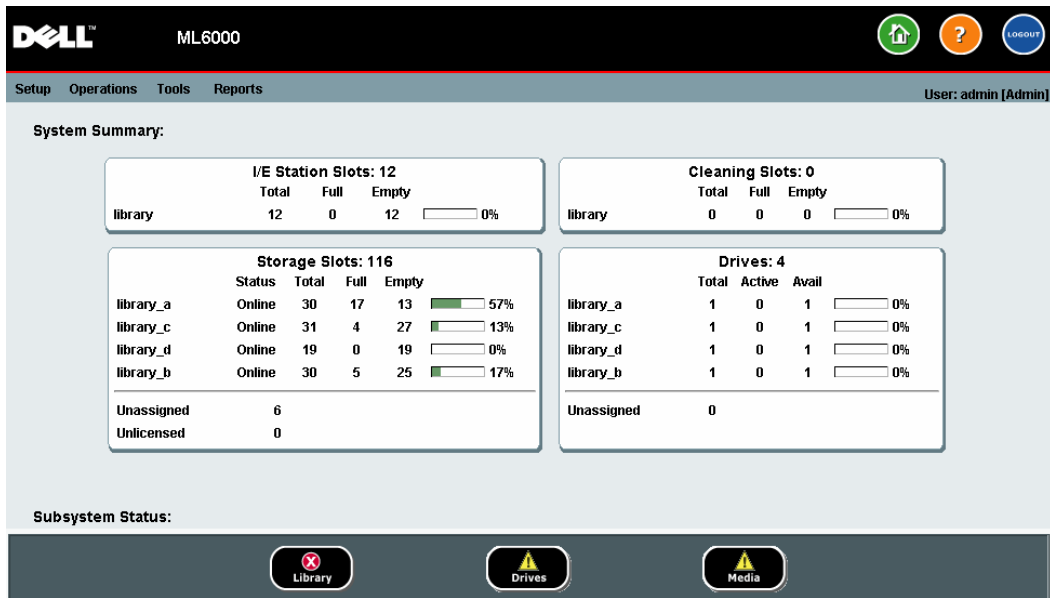 DELL™ ML6000 LOGOUT
?
Setup Operations Tools Reports User: admin [Admin]
System Summary:
I/E Station Slots: 12
Total Full Empty
library 12 0 12 0%
Cleaning Slots: 0
Total Full Empty
library 0 0 0 0%
Storage Slots: 116
Status Total Full Empty
library_a Online 30 17 13 57%
library_c Online 31 4 27 13%
library_d Online 19 0 19 0%
library_b Online 30 5 25 17%
Unassigned 6
Unlicensed 0
Drives: 4
Total Active Avail
library_a 1 0 1 0%
library_c 1 0 1 0%
library_d 1 0 1 0%
library_b 1 0 1 0%
Unassigned 0
Subsystem Status:
Library Drives Media